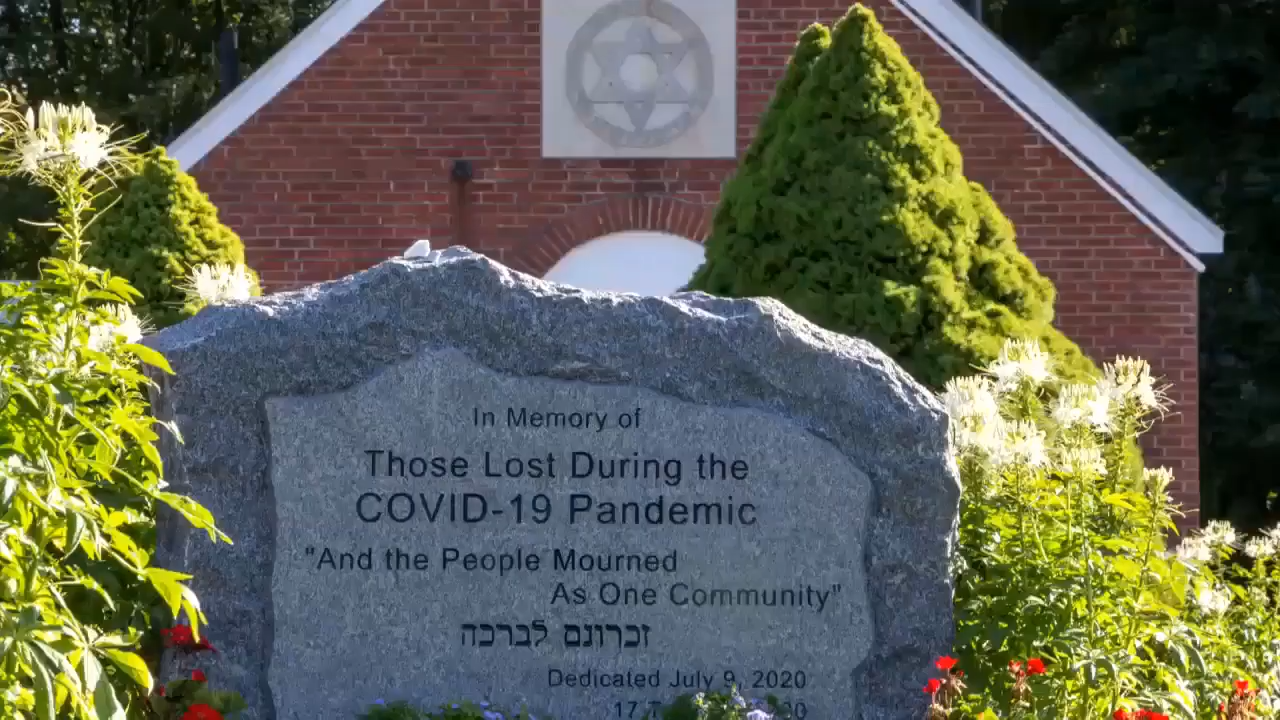 In Memory of
Those Lost During the
COVID-19 Pandemic
"And the People Mourned
As One Community"
זכרונם לברכה
Dedicated July 9, 2020
17